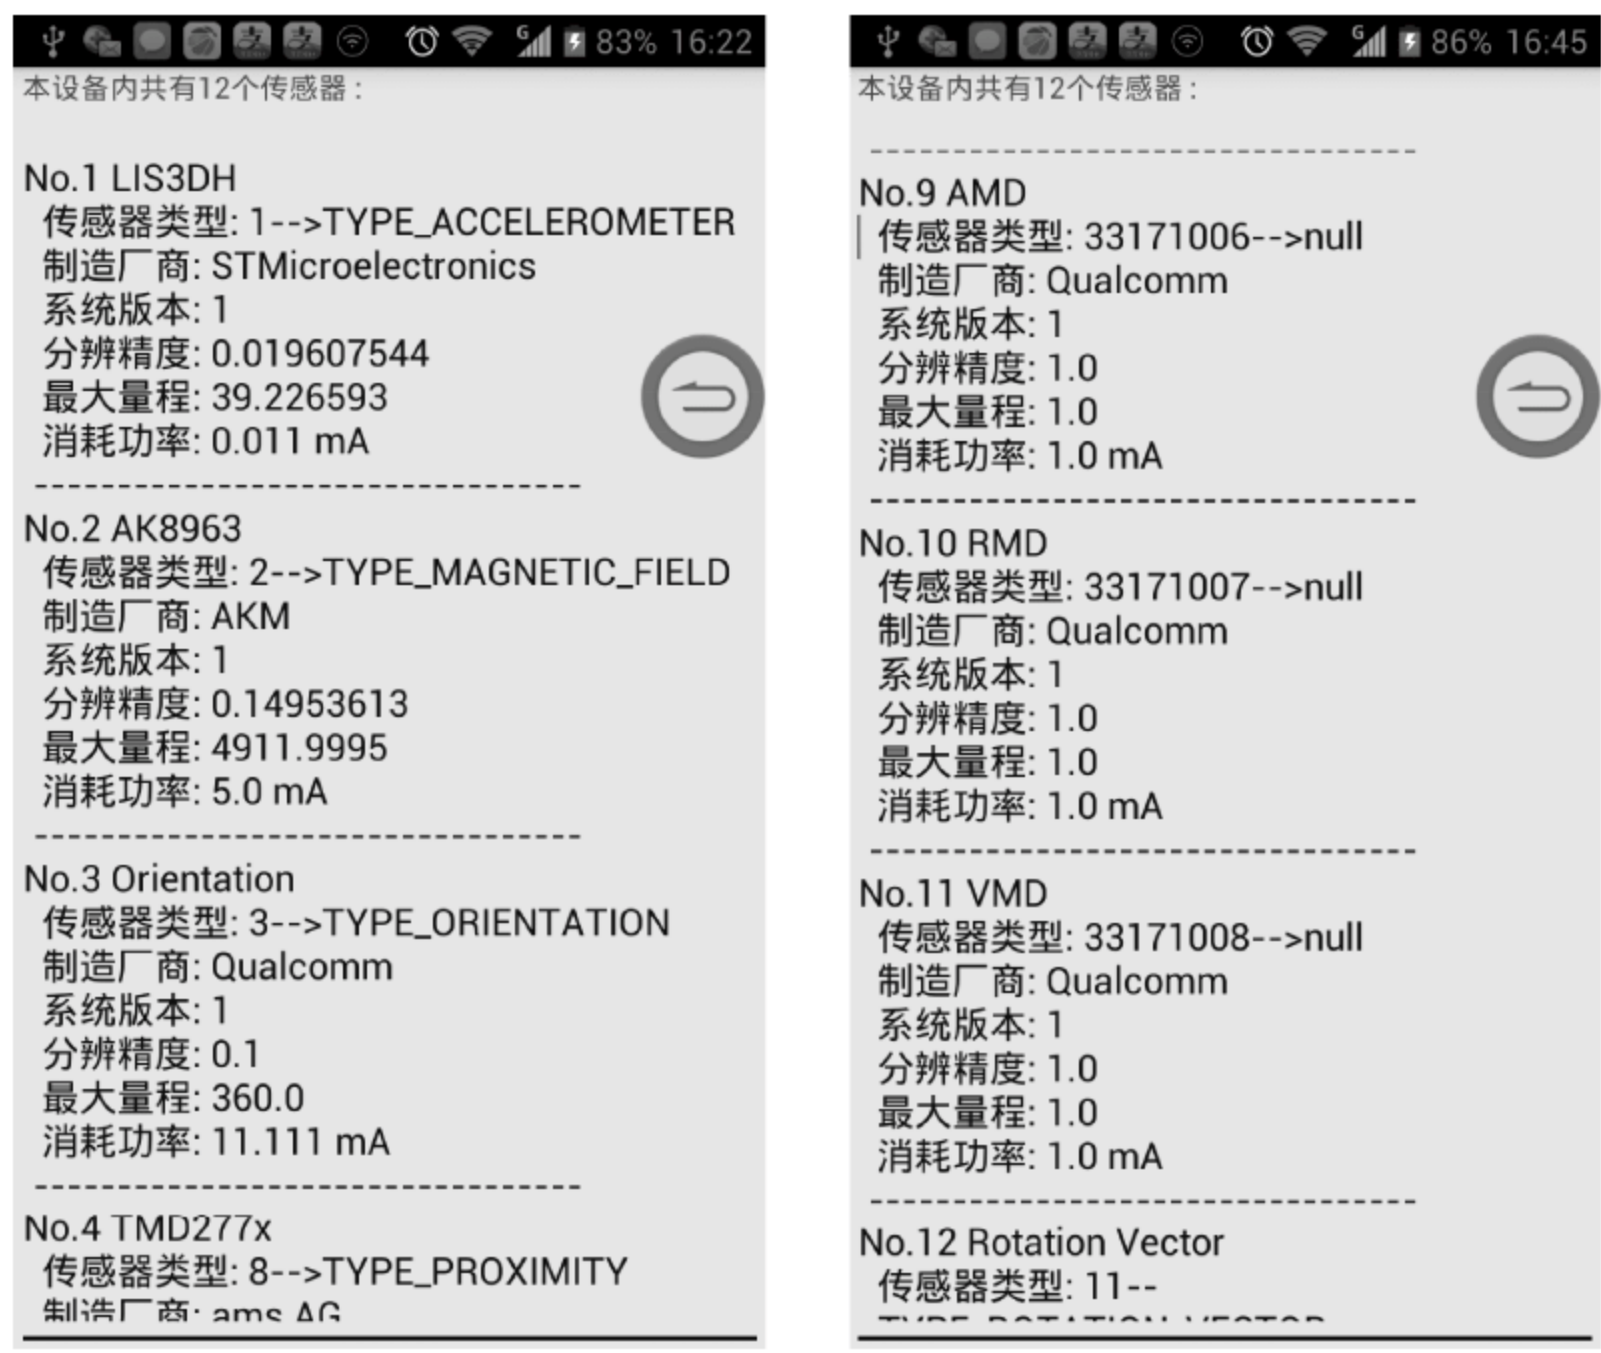 83% 16:22
本设备内共有12个传感器 :
No.1 LIS3DH
传感器类型: 1-->TYPE_ACCELEROMETER
制造厂商: STMicroelectronics
系统版本: 1
分辨精度: 0.019607544
最大量程: 39.226593
消耗功率: 0.011 mA
---------------------------------
No.2 AK8963
传感器类型: 2-->TYPE_MAGNETIC_FIELD
制造厂商: AKM
系统版本: 1
分辨精度: 0.14953613
最大量程: 4911.9995
消耗功率: 5.0 mA
---------------------------------
No.3 Orientation
传感器类型: 3-->TYPE_ORIENTATION
制造厂商: Qualcomm
系统版本: 1
分辨精度: 0.1
最大量程: 360.0
消耗功率: 11.111 mA
---------------------------------
No.4 TMD277x
传感器类型: 8-->TYPE_PROXIMITY
制造厂商: ams AG
G 86% 16:45
本设备内共有12个传感器 :
---------------------------------
No.9 AMD
传感器类型: 33171006-->null
制造厂商: Qualcomm
系统版本: 1
分辨精度: 1.0
最大量程: 1.0
消耗功率: 1.0 mA
---------------------------------
No.10 RMD
传感器类型: 33171007-->null
制造厂商: Qualcomm
系统版本: 1
分辨精度: 1.0
最大量程: 1.0
消耗功率: 1.0 mA
---------------------------------
No.11 VMD
传感器类型: 33171008-->null
制造厂商: Qualcomm
系统版本: 1
分辨精度: 1.0
最大量程: 1.0
消耗功率: 1.0 mA
---------------------------------
No.12 Rotation Vector
传感器类型: 11--
TYPE_ROTATION_VECTOR